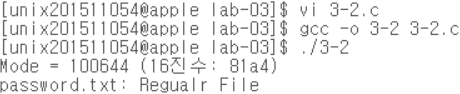 [unix201511054@apple lab-03]$ vi 3-2.c
[unix201511054@apple lab-03]$ gcc -o 3-2 3-2.c
[unix201511054@apple lab-03]$ ./3-2
Mode = 100644 (16진수: 81a4)
password.txt: Regualr File